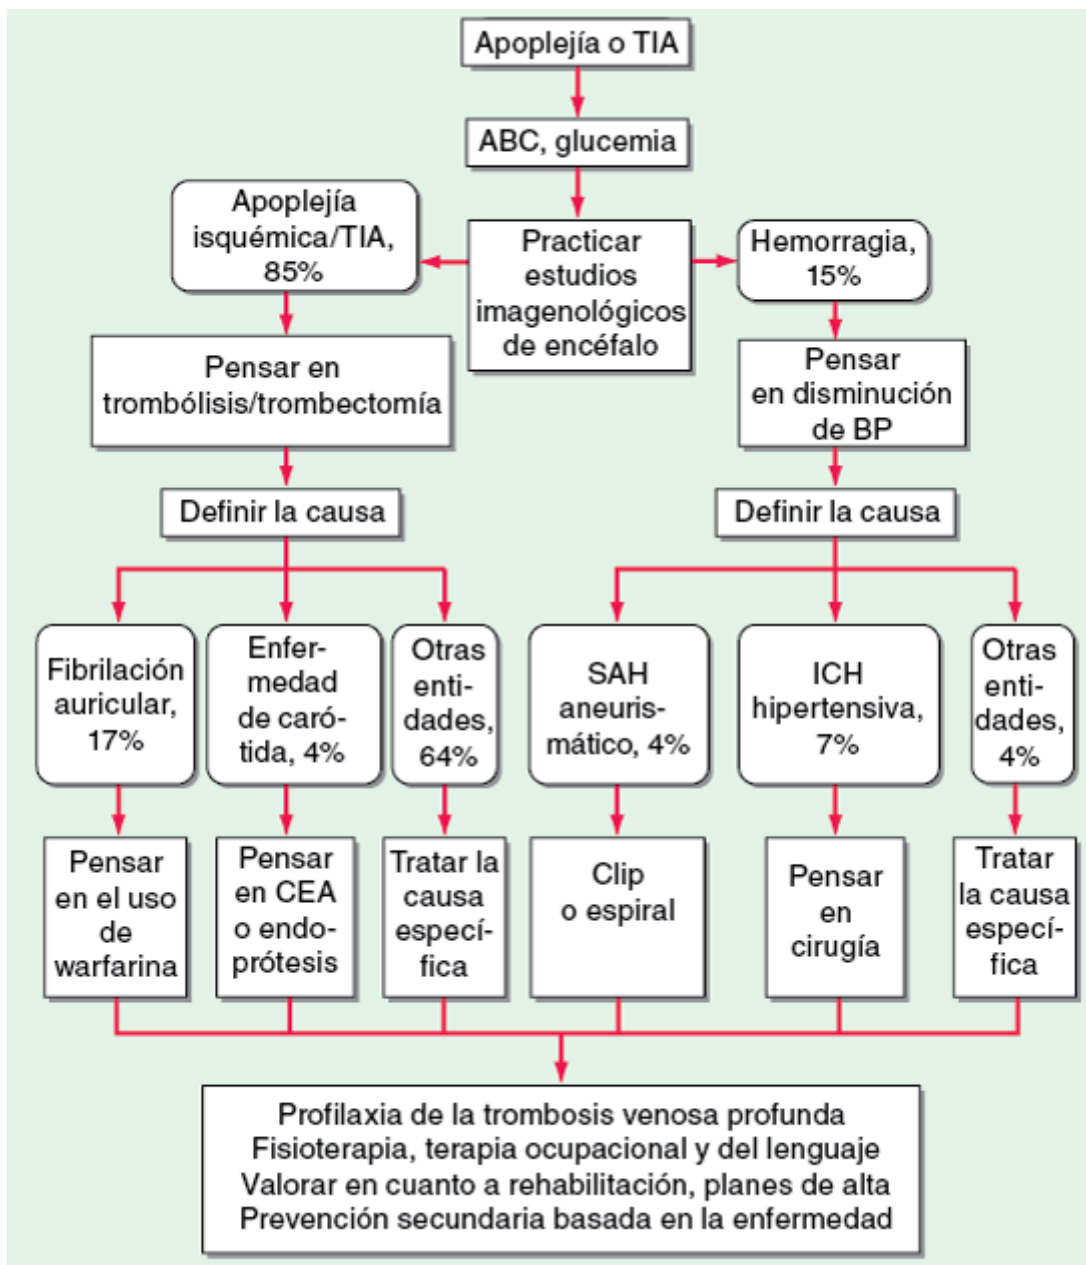 Apoplejía o TIA
ABC, glucemia
Apoplejía
isquémica/TIA,
85%
Practicar
estudios
imagenológicos
de encéfalo
Hemorragia,
15%
Pensar en
trombólisis/trombectomía
Pensar
en disminución
de BP
Definir la causa
Definir la causa
Fibrilación
auricular,
17%
Enfer-
medad
de caró-
tida, 4%
Otras
enti-
dades,
64%
SAH
aneuris-
mático, 4%
ICH
hipertensiva,
7%
Otras
enti-
dades,
4%
Pensar
en el uso
de
warfarina
Pensar
en CEA
o endo-
prótesis
Tratar la
causa
especí-
fica
Clip
o espiral
Pensar
en
cirugía
Tratar
la causa
especí-
fica
Profilaxia de la trombosis venosa profunda
Fisioterapia, terapia ocupacional y del lenguaje
Valorar en cuanto a rehabilitación, planes de alta
Prevención secundaria basada en la enfermedad